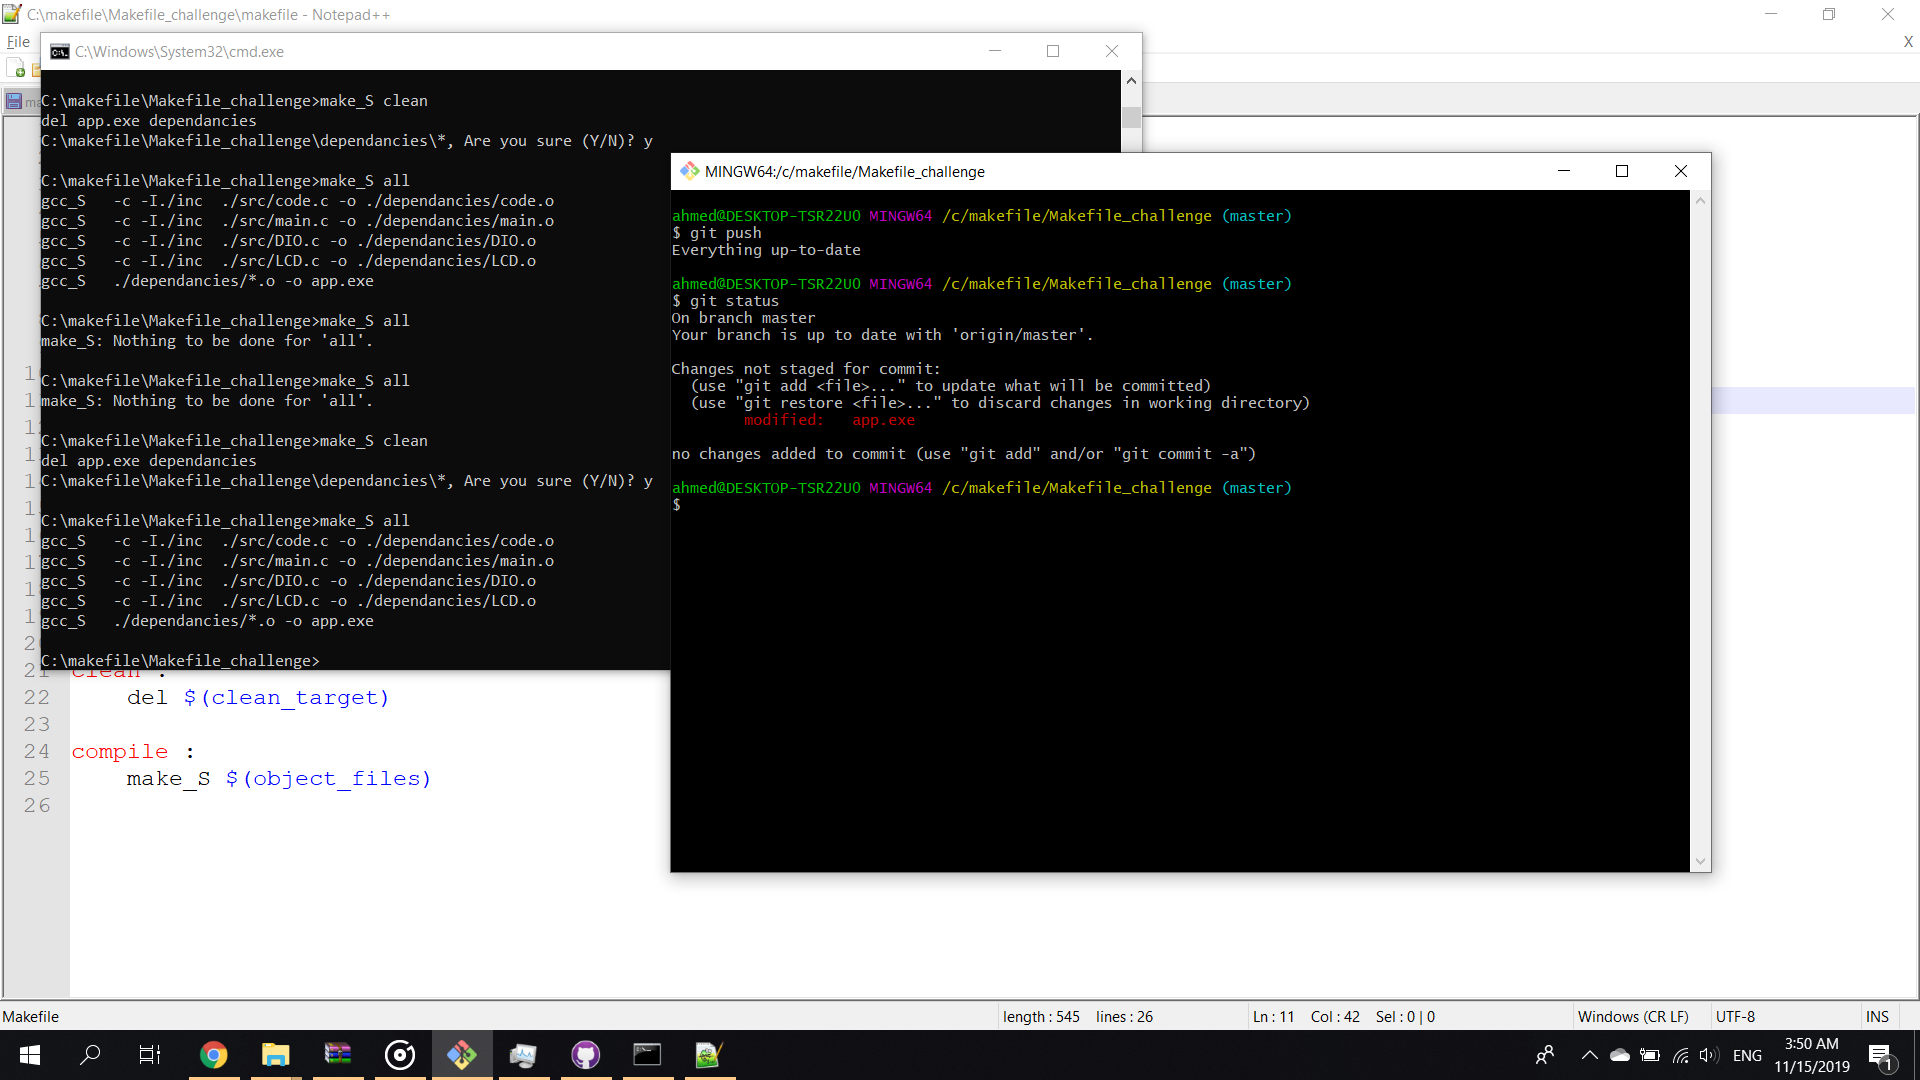 C:\makefile\Makefile_challenge\makefile - Notepad++
File
X
C:\Windows\System32\cmd.exe
C:\makefile\Makefile_challenge>make_S clean
del app.exe dependancies
C:\makefile\Makefile_challenge\dependancies\*, Are you sure (Y/N)? y
C:\makefile\Makefile_challenge>make_S all
gcc_S   -c -I./inc  ./src/code.c -o ./dependancies/code.o
gcc_S   -c -I./inc  ./src/main.c -o ./dependancies/main.o
gcc_S   -c -I./inc  ./src/DIO.c -o ./dependancies/DIO.o
gcc_S   -c -I./inc  ./src/LCD.c -o ./dependancies/LCD.o
gcc_S   ./dependancies/*.o -o app.exe
C:\makefile\Makefile_challenge>make_S all
make_S: Nothing to be done for 'all'.
C:\makefile\Makefile_challenge>make_S all
make_S: Nothing to be done for 'all'.
C:\makefile\Makefile_challenge>make_S clean
del app.exe dependancies
C:\makefile\Makefile_challenge\dependancies\*, Are you sure (Y/N)? y
C:\makefile\Makefile_challenge>make_S all
gcc_S   -c -I./inc  ./src/code.c -o ./dependancies/code.o
gcc_S   -c -I./inc  ./src/main.c -o ./dependancies/main.o
gcc_S   -c -I./inc  ./src/DIO.c -o ./dependancies/DIO.o
gcc_S   -c -I./inc  ./src/LCD.c -o ./dependancies/LCD.o
gcc_S   ./dependancies/*.o -o app.exe
C:\makefile\Makefile_challenge>
MINGW64:/c/makefile/Makefile_challenge
ahmed@DESKTOP-TSR22UO MINGW64 /c/makefile/Makefile_challenge (master)
$ git push
Everything up-to-date
ahmed@DESKTOP-TSR22UO MINGW64 /c/makefile/Makefile_challenge (master)
$ git status
On branch master
Your branch is up to date with 'origin/master'.
Changes not staged for commit:
  (use "git add <file>..." to update what will be committed)
  (use "git restore <file>..." to discard changes in working directory)
        modified:   app.exe
no changes added to commit (use "git add" and/or "git commit -a")
ahmed@DESKTOP-TSR22UO MINGW64 /c/makefile/Makefile_challenge (master)
$
21 clean :
22     del $(clean_target)
23
24 compile :
25     make_S $(object_files)
26
Makefile
length : 545    lines : 26
Ln : 11    Col : 42    Sel : 0 | 0
Windows (CR LF)
UTF-8
INS
ENG
3:50 AM
11/15/2019
1